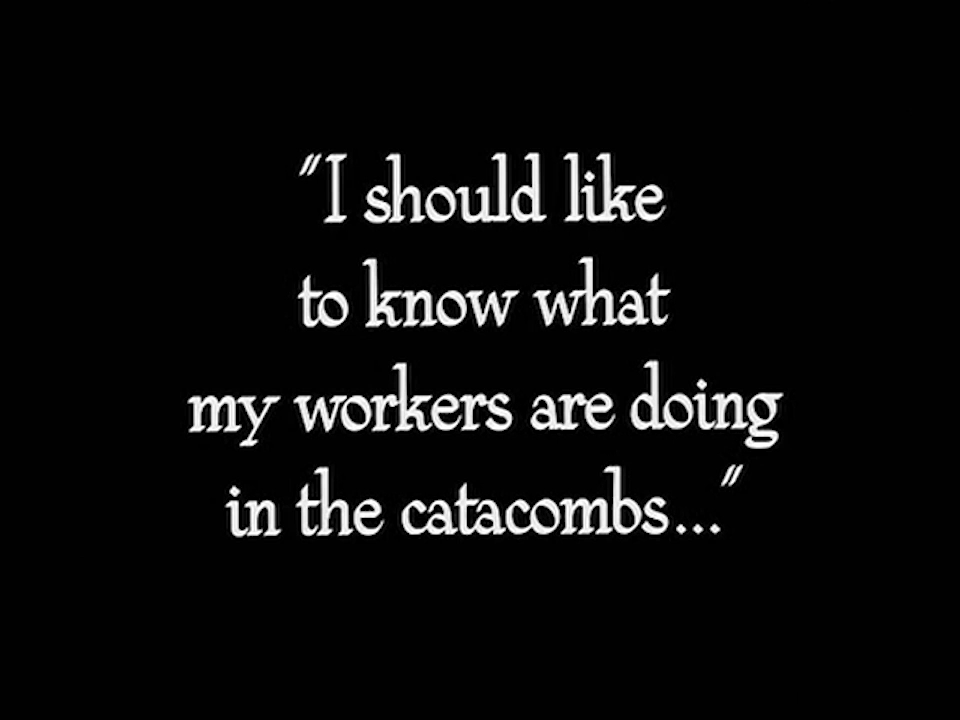 "I should like
to know what
my workers are doing
in the catacombs..."